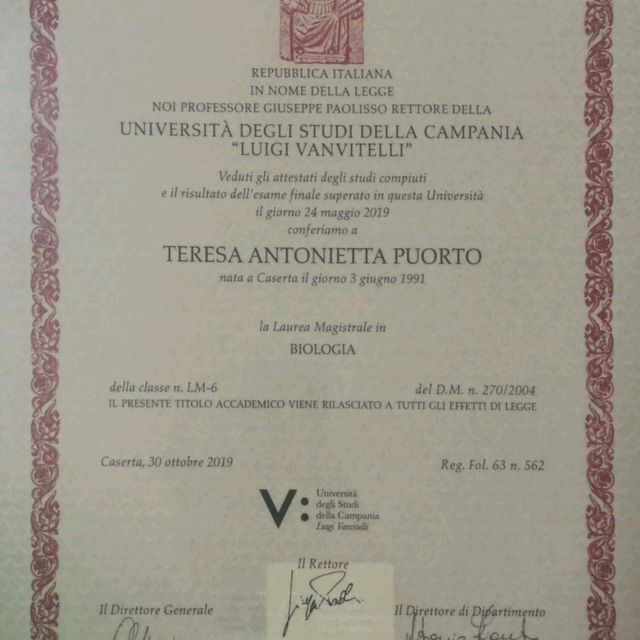 REPUBBLICA ITALIANA
IN NOME DELLA LEGGE
NOI PROFESSORE GIUSEPPE PAOLISSO RETTORE DELLA
UNIVERSITÀ DEGLI STUDI DELLA CAMPANIA
“LUIGI VANVITELLI”
Veduti gli attestati degli studi compiuti
e il risultato dell'esame finale superato in questa Università
il giorno 24 maggio 2019
conferiamo a
TERESA ANTONIETTA PUORTO
nata a Caserta il giorno 3 giugno 1991
la Laurea Magistrale in
BIOLOGIA
della classe n. LM-6 del D.M. n. 270/2004
IL PRESENTE TITOLO ACCADEMICO VIENE RILASCIATO A TUTTI GLI EFFETTI DI LEGGE
Caserta, 30 ottobre 2019 Reg. Fol. 63 n. 562
V:
Università
degli Studi
della Campania
Luigi Vanvitelli
Il Rettore
Il Direttore Generale Il Direttore di Dipartimento